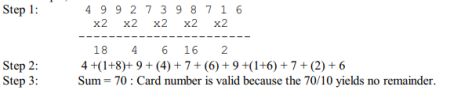 Step 1: 4 9 9 2 7 3 9 8 7 1 6
x2 x2 x2 x2 x2
-------------------------------
18 4 6 16 2
Step 2: 4 +(1+8)+ 9 + (4) + 7 + (6) + 9 +(1+6) + 7 + (2) + 6
Step 3: Sum = 70 : Card number is valid because the 70/10 yields no remainder.